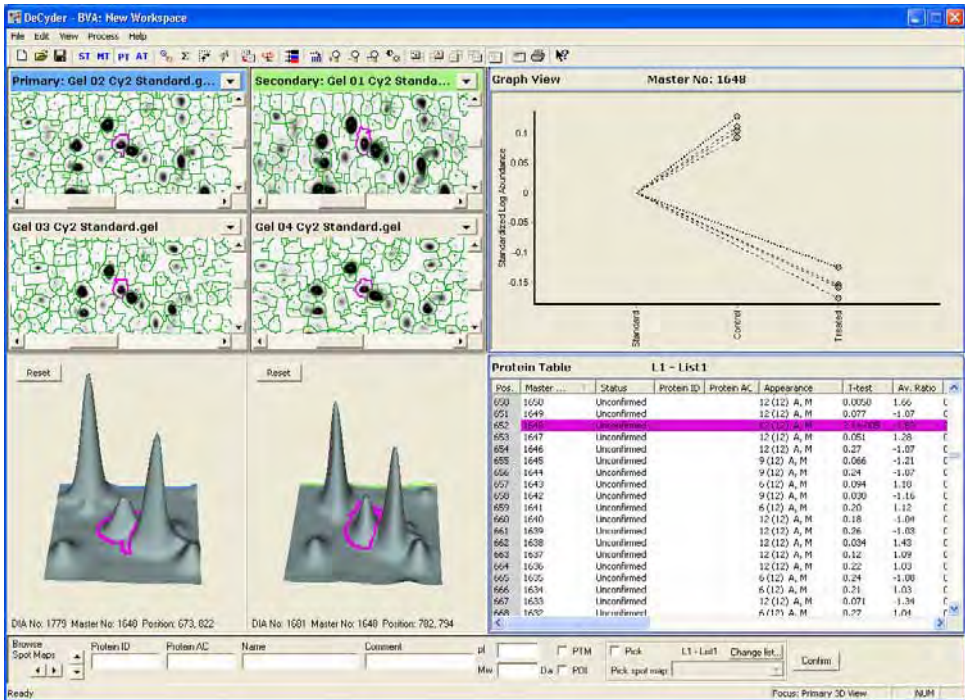 DeCyder - BVA: New Workspace
File Edit View Process Help
ST MT PT AT
Primary: Gel 02 Cy2 Standard.g...
Secondary: Gel 01 Cy2 Standa...
Gel 03 Cy2 Standard.gel
Gel 04 Cy2 Standard.gel
Graph View Master No: 1648
Standardized Log Abundance
0.1
0.05
0
-0.05
-0.1
-0.15
Standard
Control
Treated
Reset
Reset
DIA No: 1779 Master No: 1648 Position: 673, 822
DIA No: 1681 Master No: 1648 Position: 782, 794
Protein Table L1 - List1
Pos. Master ... Status Protein ID Protein AC Appearance T-test Av. Ratio
650 1650 Unconfirmed 12 (12) A, M 0.0050 1.66
651 1649 Unconfirmed 12 (12) A, M 0.077 -1.07
652 1648 Unconfirmed 12 (12) A, M
653 1647 Unconfirmed 12 (12) A, M 0.051 1.28
654 1646 Unconfirmed 12 (12) A, M 0.27 -1.07
655 1645 Unconfirmed 9 (12) A, M 0.066 -1.21
656 1644 Unconfirmed 9 (12) A, M 0.24 -1.07
657 1643 Unconfirmed 6 (12) A, M 0.094 1.10
658 1642 Unconfirmed 9 (12) A, M 0.030 -1.16
659 1641 Unconfirmed 6 (12) A, M 0.20 1.12
660 1640 Unconfirmed 12 (12) A, M 0.18 -1.04
661 1639 Unconfirmed 12 (12) A, M 0.26 -1.03
662 1638 Unconfirmed 12 (12) A, M 0.034 1.43
663 1637 Unconfirmed 12 (12) A, M 0.12 1.09
664 1636 Unconfirmed 12 (12) A, M 0.22 1.03
665 1635 Unconfirmed 6 (12) A, M 0.24 -1.08
666 1634 Unconfirmed 6 (12) A, M 0.21 1.03
667 1633 Unconfirmed 12 (12) A, M 0.071 -1.34
668 1632 Unconfirmed 6 (12) A, M 0.27 1.04
Browse Spot Maps
Protein ID Protein AC Name Comment
pI
Mw Da
PTM
POI
Pick L1 - List1 Change list...
Pick spot map:
Confirm
Ready Focus: Primary 3D View NUM